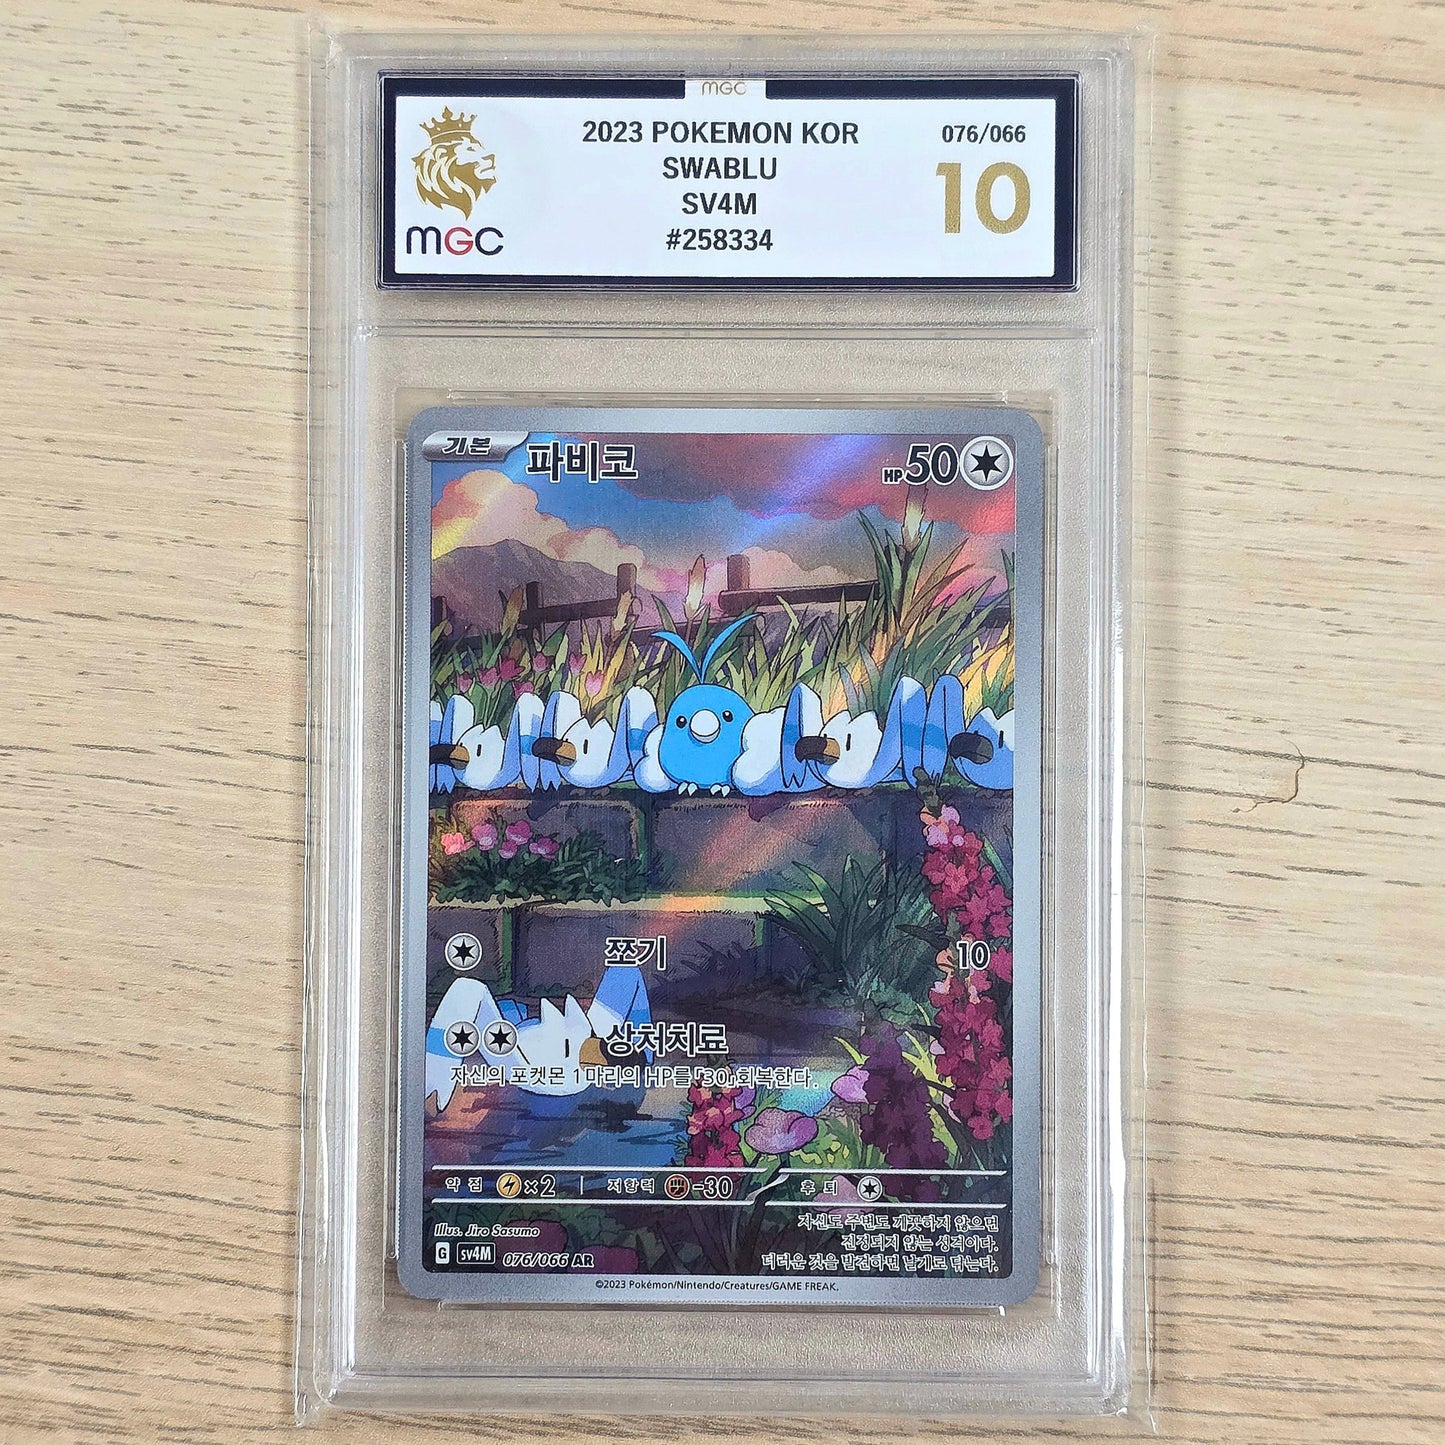 MGC
2023 POKEMON KOR
076/066
SWABLU
10
SV4M
#258334
MGC
기본
파비코
HP50
쪼기 10
상처치료
자신의 포켓몬 1마리의 HP를 「30」 회복한다.
약점 ×2 저항력 -30 후퇴
Illus. Jiro Sasumo
G sv4M 076/066 AR
자신도 주변도 깨끗하지 않으면
진정되지 않는 성격이다.
더러운 것을 발견하면 날개로 닦는다.
©2023 Pokémon/Nintendo/Creatures/GAME FREAK.